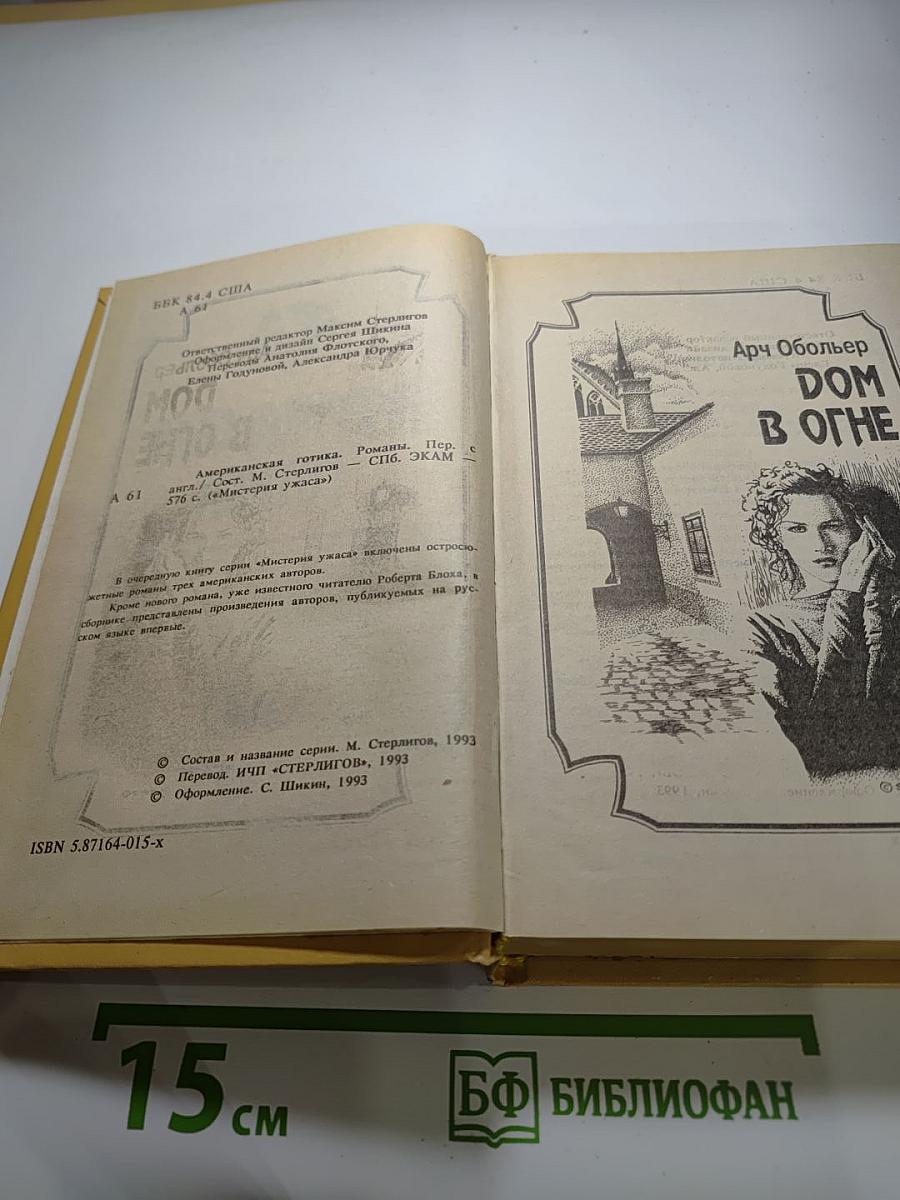 ББК 84.4 США
А 61
Ответственный редактор Максим Стерлигов
Оформление и дизайн Сергея Шикина
Переводы Анатолия Флотского,
Елены Годуновой, Александра Юрчука
Американская готика. Романы. Пер. с
А 61 англ./ Сост. М. Стерлигов — СПб. ЭКАМ —
576 с. («Мистерия ужаса»)
В очередную книгу серии «Мистерия ужаса» включены остросю-
жетные романы трех американских авторов.
Кроме нового романа, уже известного читателю Роберта Блоха, в
сборнике представлены произведения авторов, публикуемых на рус-
ском языке впервые.
© Состав и название серии. М. Стерлигов, 1993
© Перевод. ИЧП «СТЕРЛИГОВ», 1993
© Оформление. С. Шикин, 1993
ISBN 5.87164-015-х
Арч Обольер
ДОМ
В ОГНЕ
15 см
БФ БИБЛИОФАН